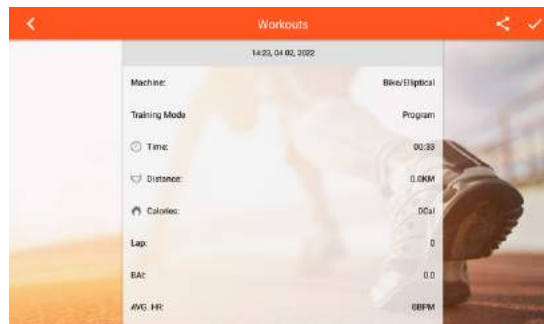 Workouts
14:23, 04 02, 2022
Machine: Bike/Elliptical
Training Mode Program
Time: 00:33
Distance: 0.0KM
Calories: 0Cal
Lap: 0
BAI: 0.0
AVG. HR: 0BPM